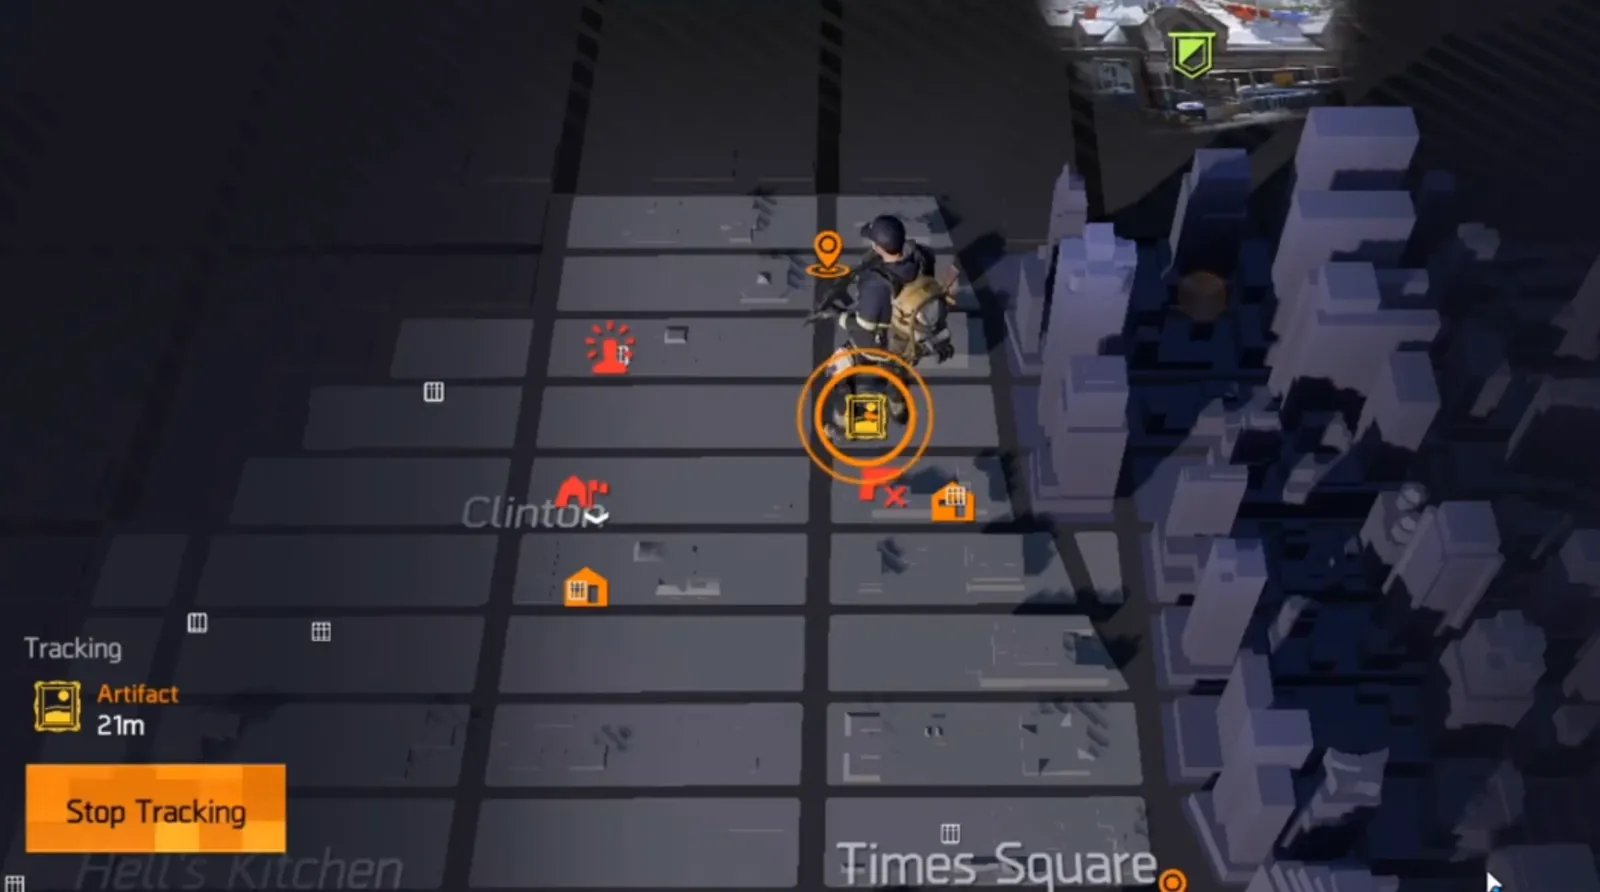 Clinton
Tracking
Artifact
21m
Stop Tracking
Hell's Kitchen
Times Square